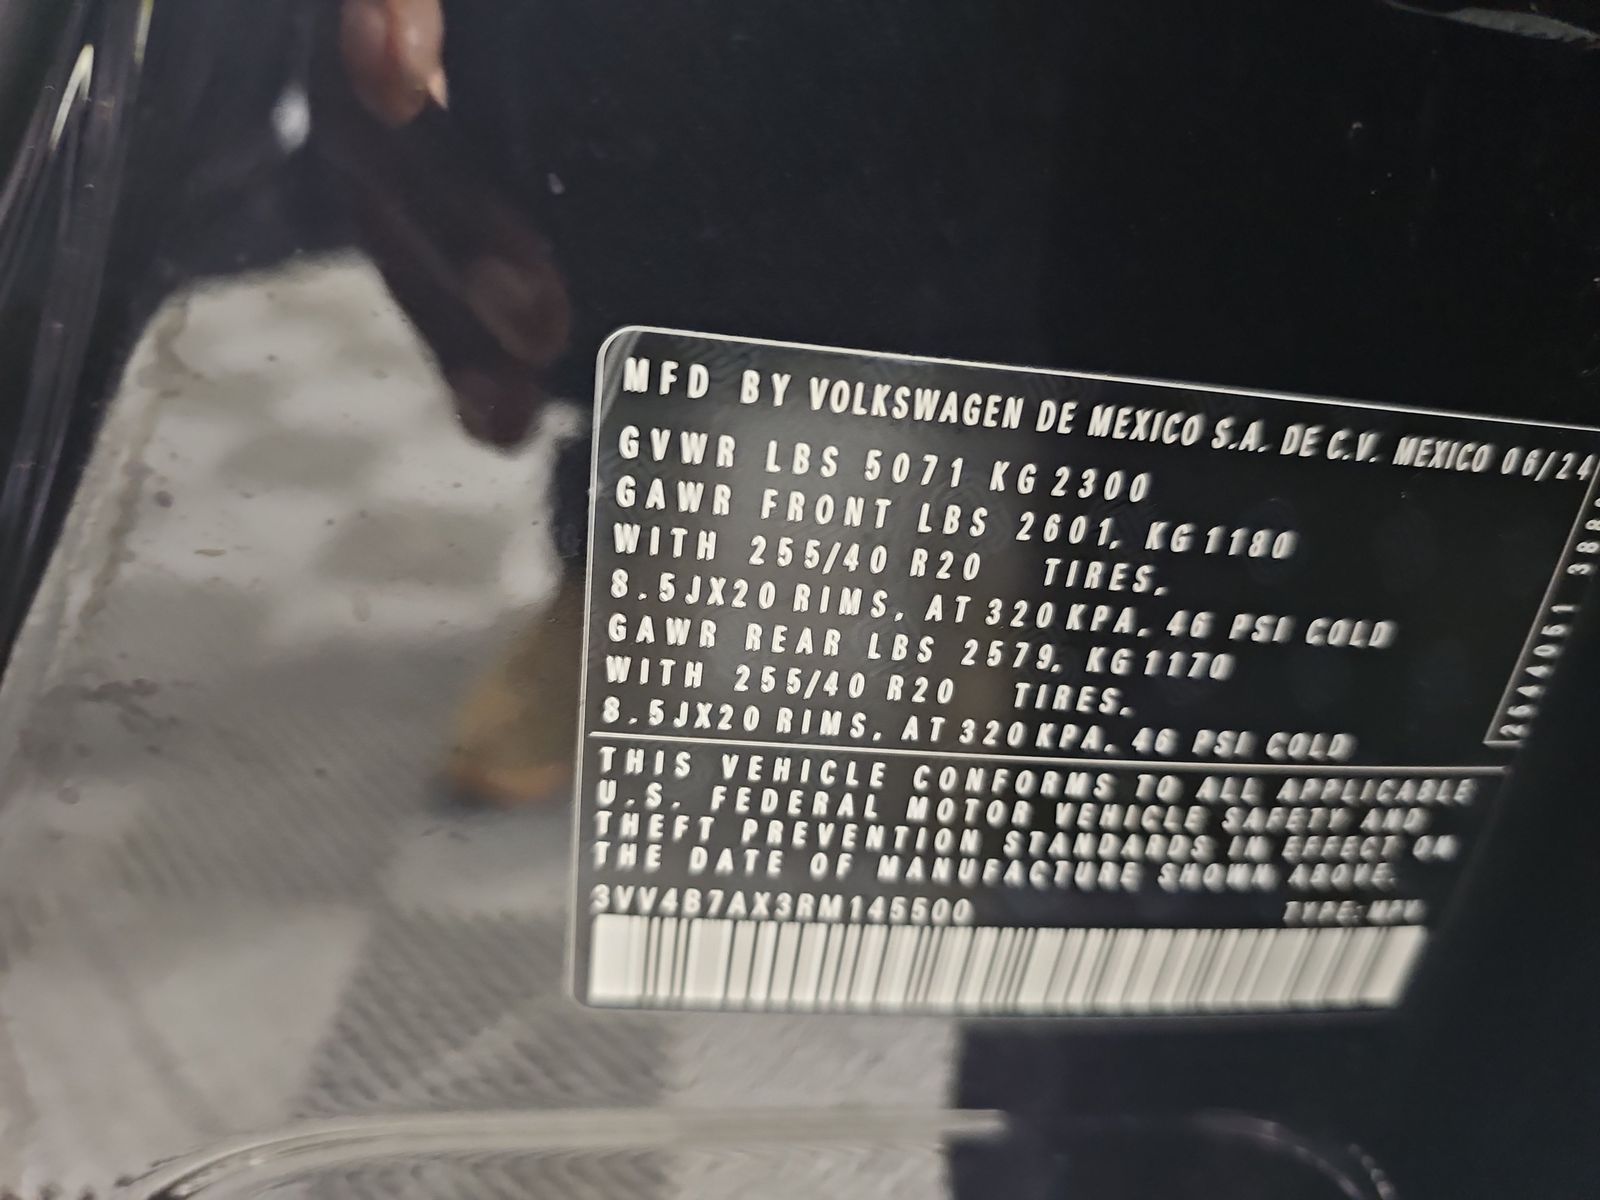 MFD BY VOLKSWAGEN DE MEXICO S.A. DE C.V. MEXICO 06/24
GVWR LBS 5071 KG 2300
GAWR FRONT LBS 2601, KG 1180
WITH 255/40 R20 TIRES,
8.5JX20 RIMS, AT 320 KPA, 46 PSI COLD
GAWR REAR LBS 2579, KG 1170
WITH 255/40 R20 TIRES,
8.5JX20 RIMS, AT 320 KPA, 46 PSI COLD
THIS VEHICLE CONFORMS TO ALL APPLICABLE
U.S. FEDERAL MOTOR VEHICLE SAFETY AND
THEFT PREVENTION STANDARDS IN EFFECT ON
THE DATE OF MANUFACTURE SHOWN ABOVE.
3VV4B7AX3RM145500 TYPE: MPV